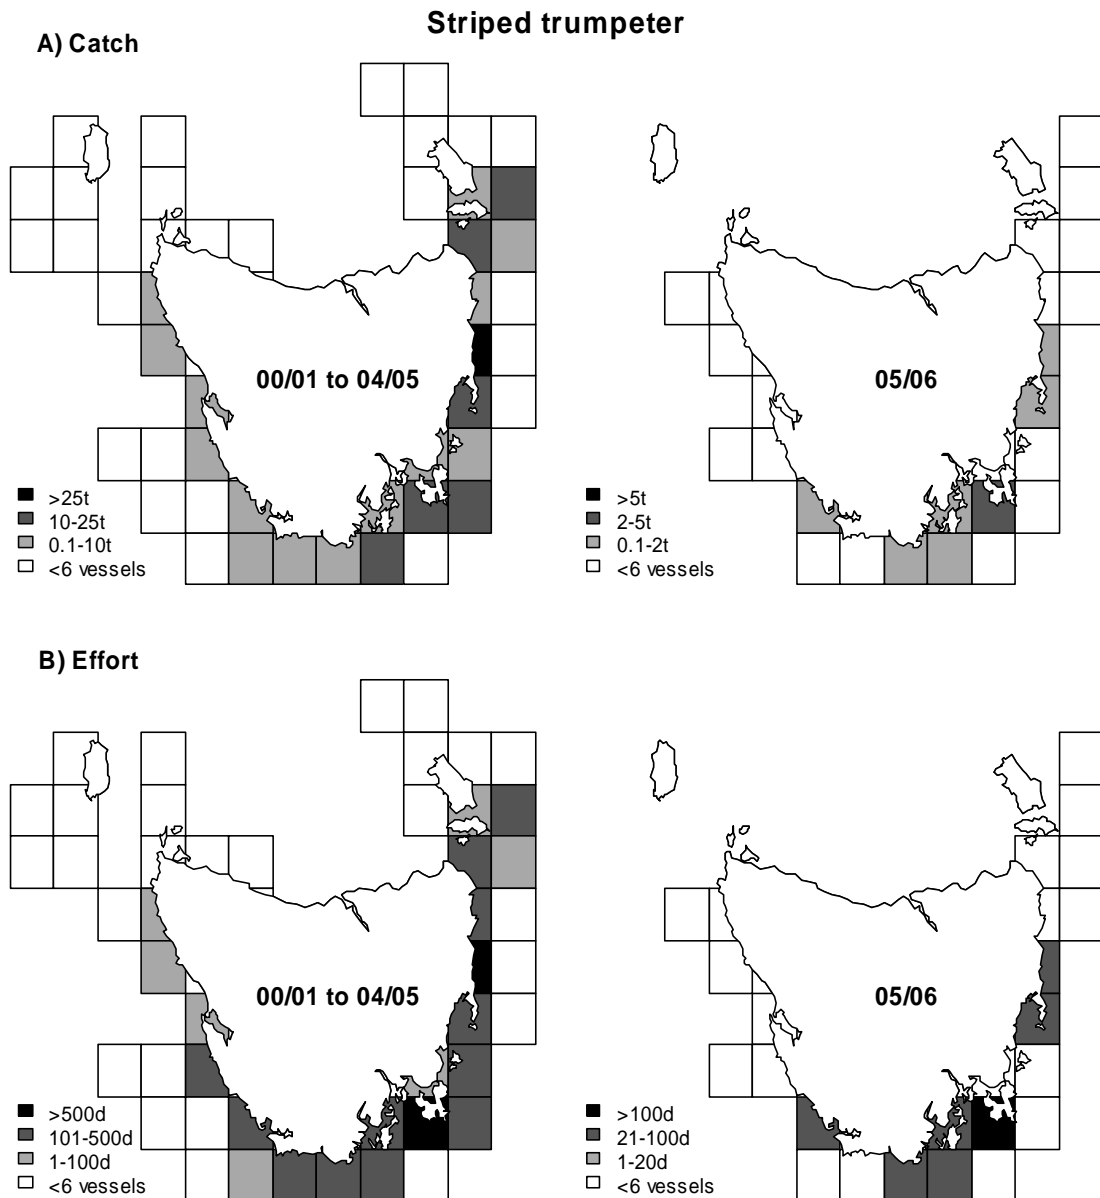 Striped trumpeter
A) Catch
00/01 to 04/05
05/06
>25t
10-25t
0.1-10t
<6 vessels
>5t
2-5t
0.1-2t
<6 vessels
B) Effort
00/01 to 04/05
05/06
>500d
101-500d
1-100d
<6 vessels
>100d
21-100d
1-20d
<6 vessels